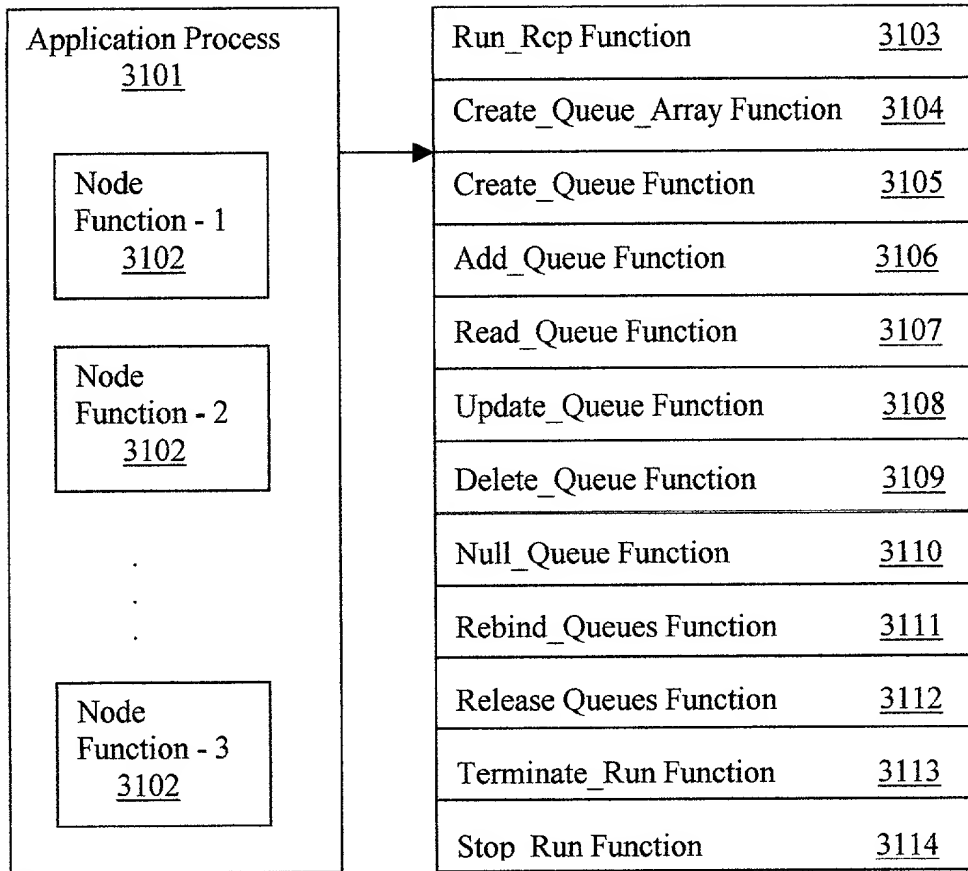 Application Process
3101
Node
Function - 1
3102
Node
Function - 2
3102
.
.
.
Node
Function - 3
3102
Run_Rcp Function 3103
Create_Queue_Array Function 3104
Create_Queue Function 3105
Add_Queue Function 3106
Read_Queue Function 3107
Update_Queue Function 3108
Delete_Queue Function 3109
Null_Queue Function 3110
Rebind_Queues Function 3111
Release Queues Function 3112
Terminate_Run Function 3113
Stop_Run Function 3114